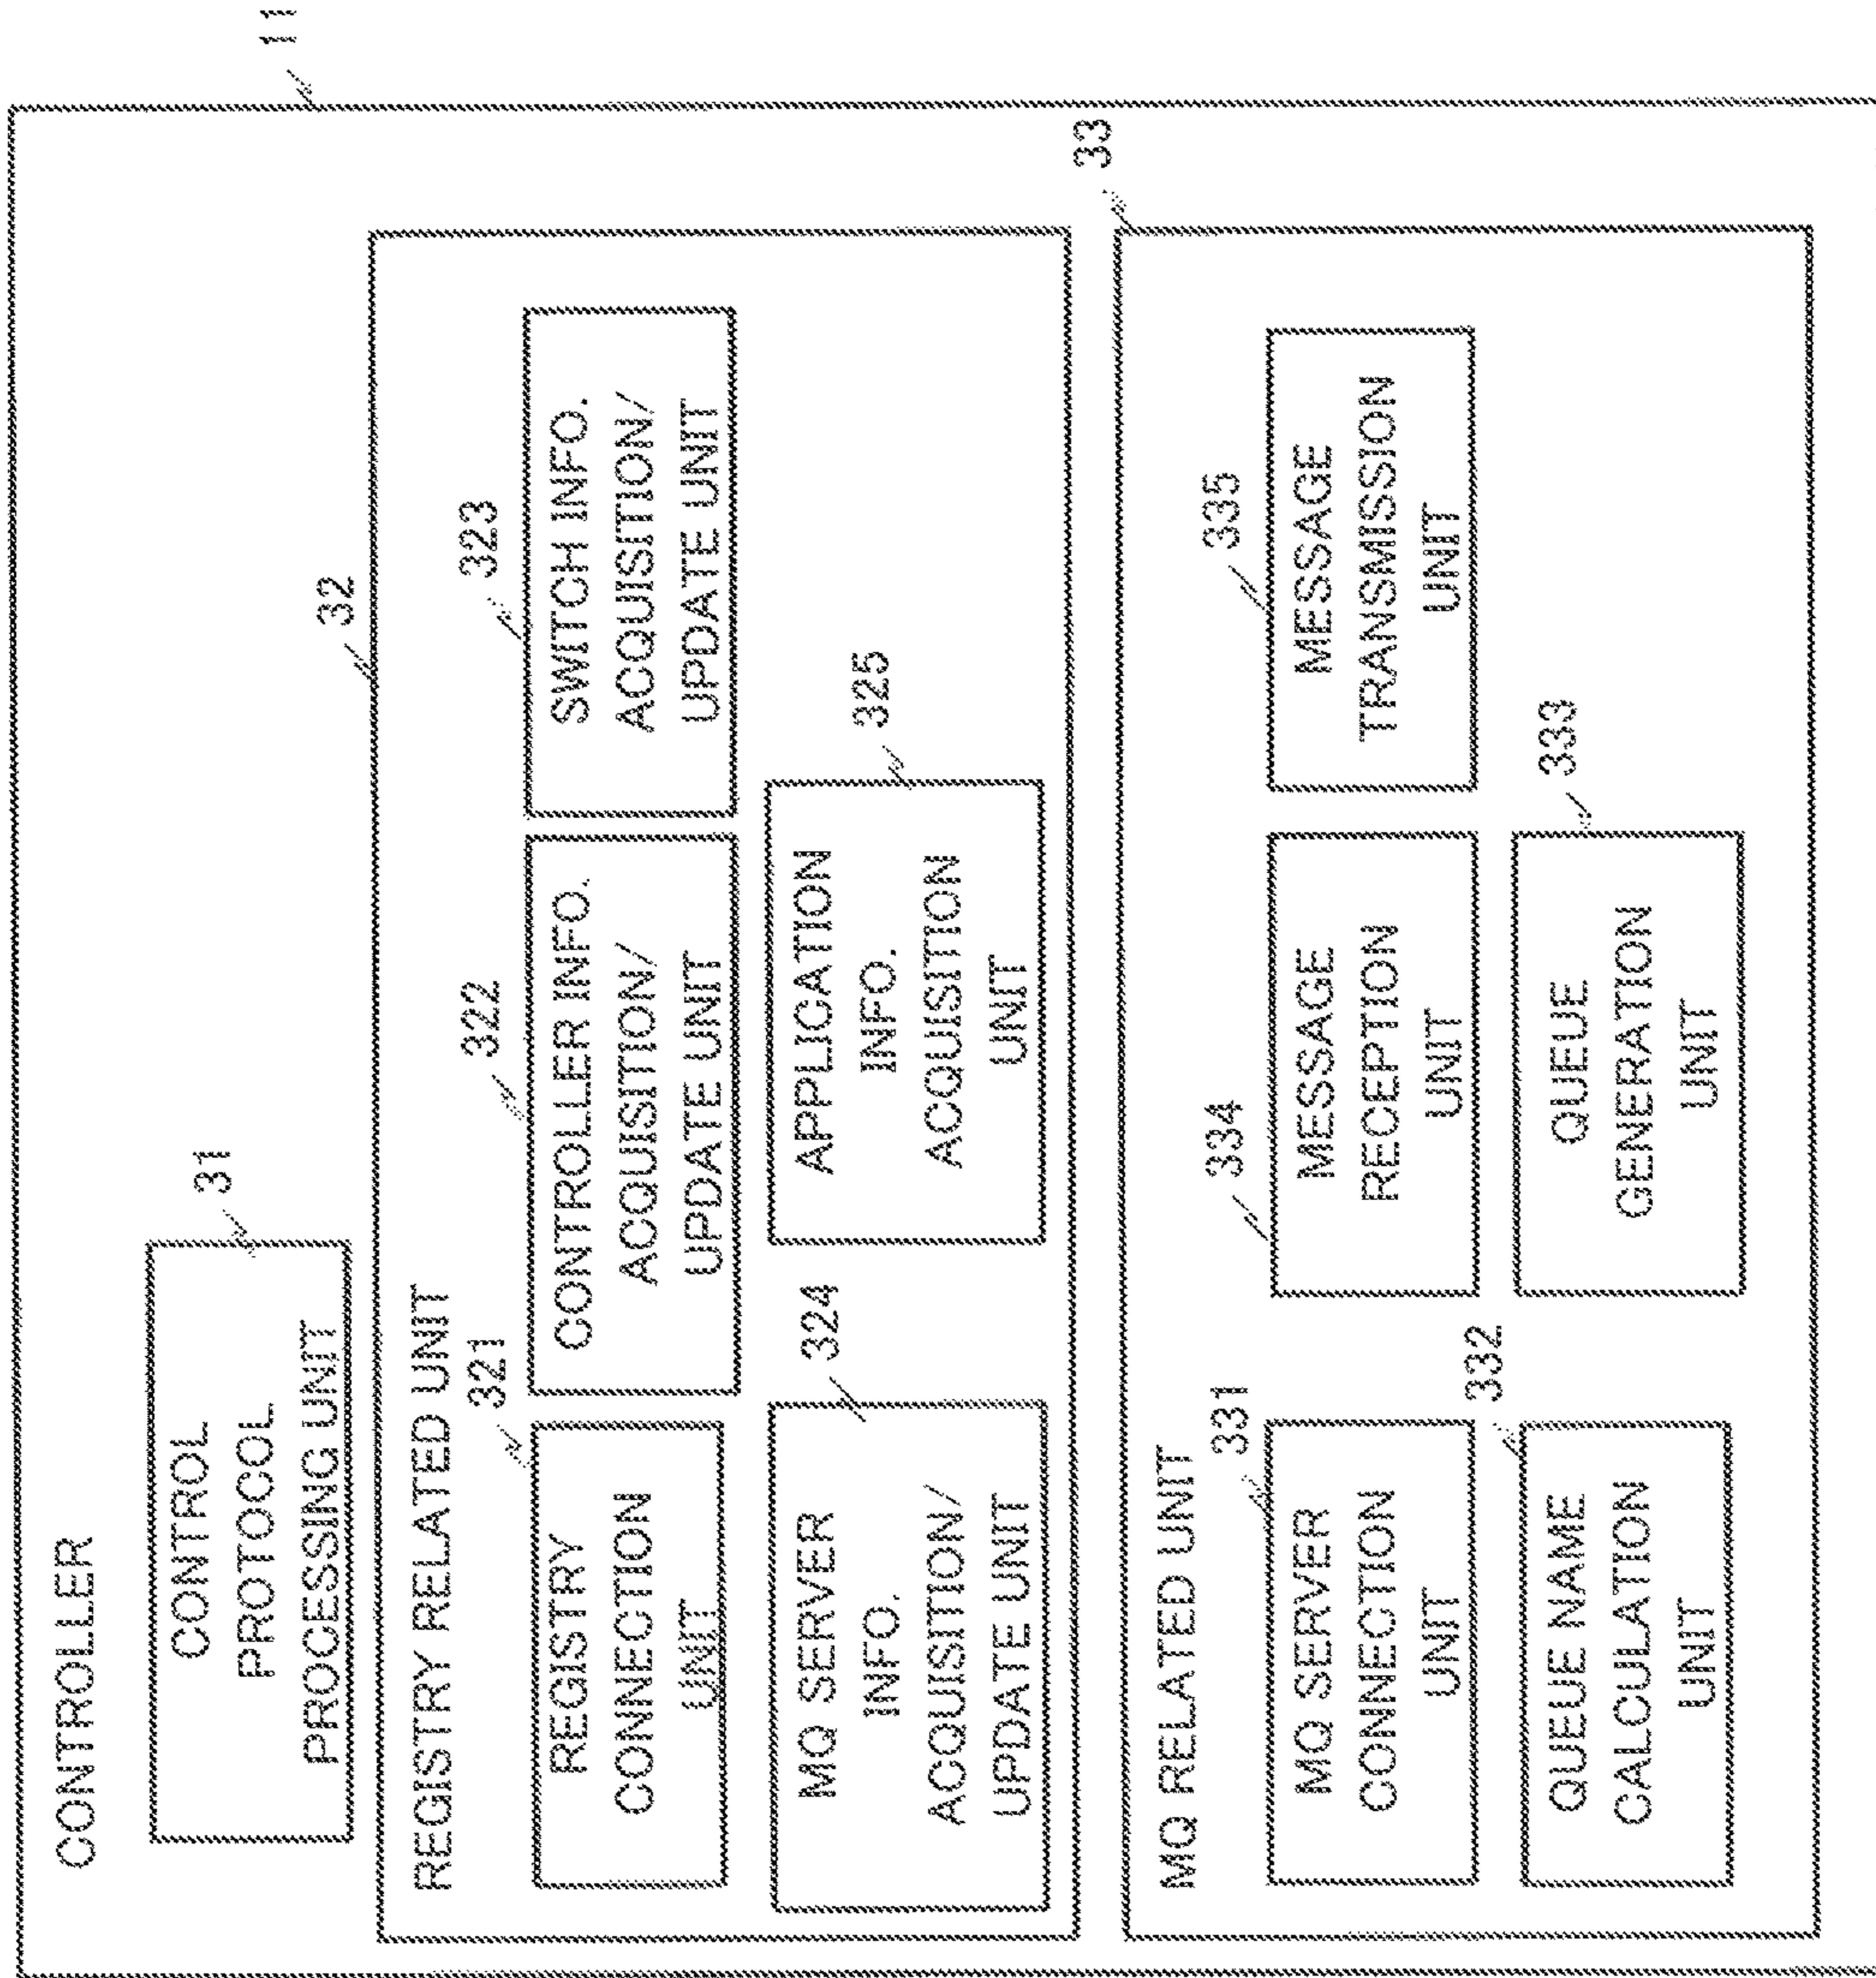 11
CONTROLLER
31
CONTROL
PROTOCOL
PROCESSING UNIT
32
REGISTRY RELATED UNIT
321
REGISTRY
CONNECTION
UNIT
322
CONTROLLER INFO.
ACQUISITION/
UPDATE UNIT
323
SWITCH INFO.
ACQUISITION/
UPDATE UNIT
324
MQ SERVER
INFO.
ACQUISITION/
UPDATE UNIT
325
APPLICATION
INFO.
ACQUISITION
UNIT
33
MQ RELATED UNIT
331
MQ SERVER
CONNECTION
UNIT
334
MESSAGE
RECEPTION
UNIT
335
MESSAGE
TRANSMISSION
UNIT
332
QUEUE NAME
CALCULATION
UNIT
333
QUEUE
GENERATION
UNIT